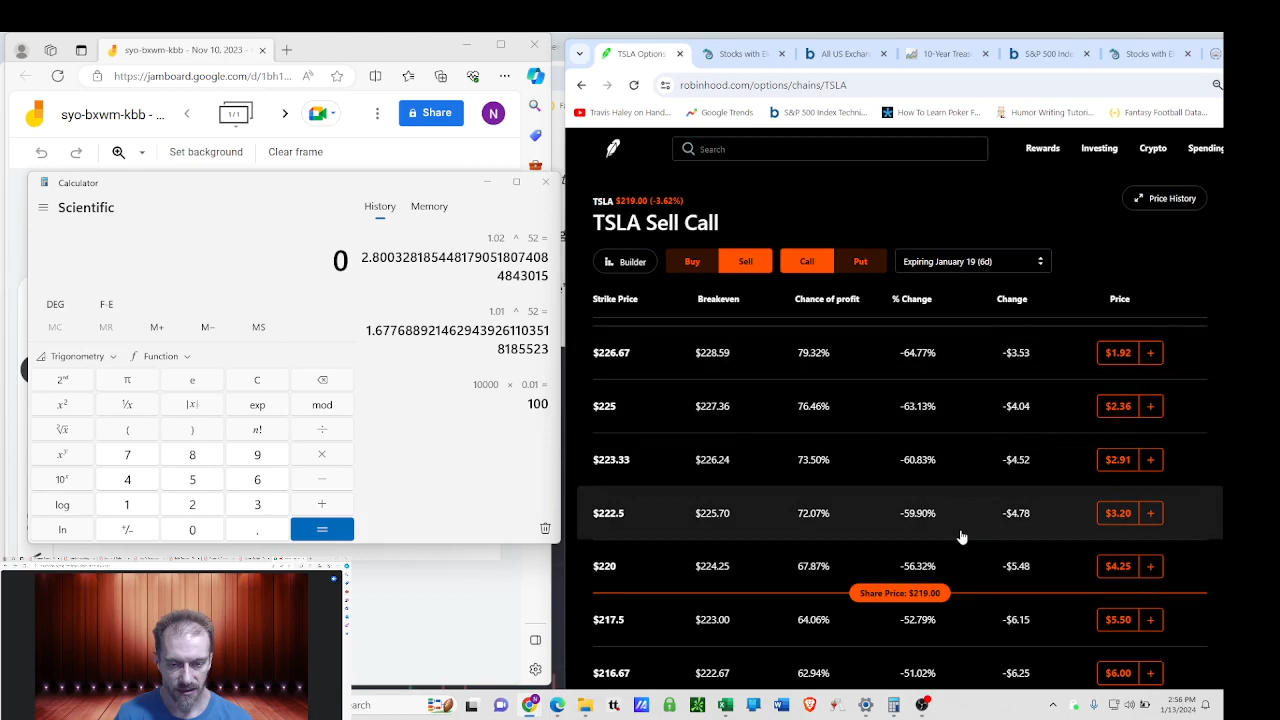 syo-bxwm-kbb - Nov 10, 2023 -
https://jamboard.google.com/d/1bh1...
syo-bxwm-kbb
1/1
Share
N
Set background
Clear frame
Calculator
Scientific
History
Memory
0
1.02 ^ 52 =
2.8003281854481790518074084843015
1.01 ^ 52 =
1.6776889214629439261103518185523
10000 × 0.01 =
100
DEG
F-E
MC
MR
M+
M-
MS
Trigonometry
Function
2nd
π
e
C
x²
¹/x
|x|
exp
mod
(
)
n!
÷
7
8
9
×
10ˣ
4
5
6
−
log
1
2
3
+
ln
+/-
0
.
=
TSLA Options
Stocks with E
All US Exchan
10-Year Treas
S&P 500 Inde
Stocks with E
robinhood.com/options/chains/TSLA
Travis Haley on Hand...
Google Trends
S&P 500 Index Techni...
How To Learn Poker F...
Humor Writing Tutori...
Fantasy Football Data...
Search
Rewards
Investing
Crypto
Spending
TSLA $219.00 (-3.62%)
TSLA Sell Call
Price History
Builder
Buy
Sell
Call
Put
Expiring January 19 (6d)
Strike Price Breakeven Chance of profit % Change Change Price
$226.67 $228.59 79.32% -64.77% -$3.53 $1.92 +
$225 $227.36 76.46% -63.13% -$4.04 $2.36 +
$223.33 $226.24 73.50% -60.83% -$4.52 $2.91 +
$222.5 $225.70 72.07% -59.90% -$4.78 $3.20 +
$220 $224.25 67.87% -56.32% -$5.48 $4.25 +
Share Price: $219.00
$217.5 $223.00 64.06% -52.79% -$6.15 $5.50 +
$216.67 $222.67 62.94% -51.02% -$6.25 $6.00 +
arch
tt
2:56 PM
1/13/2024